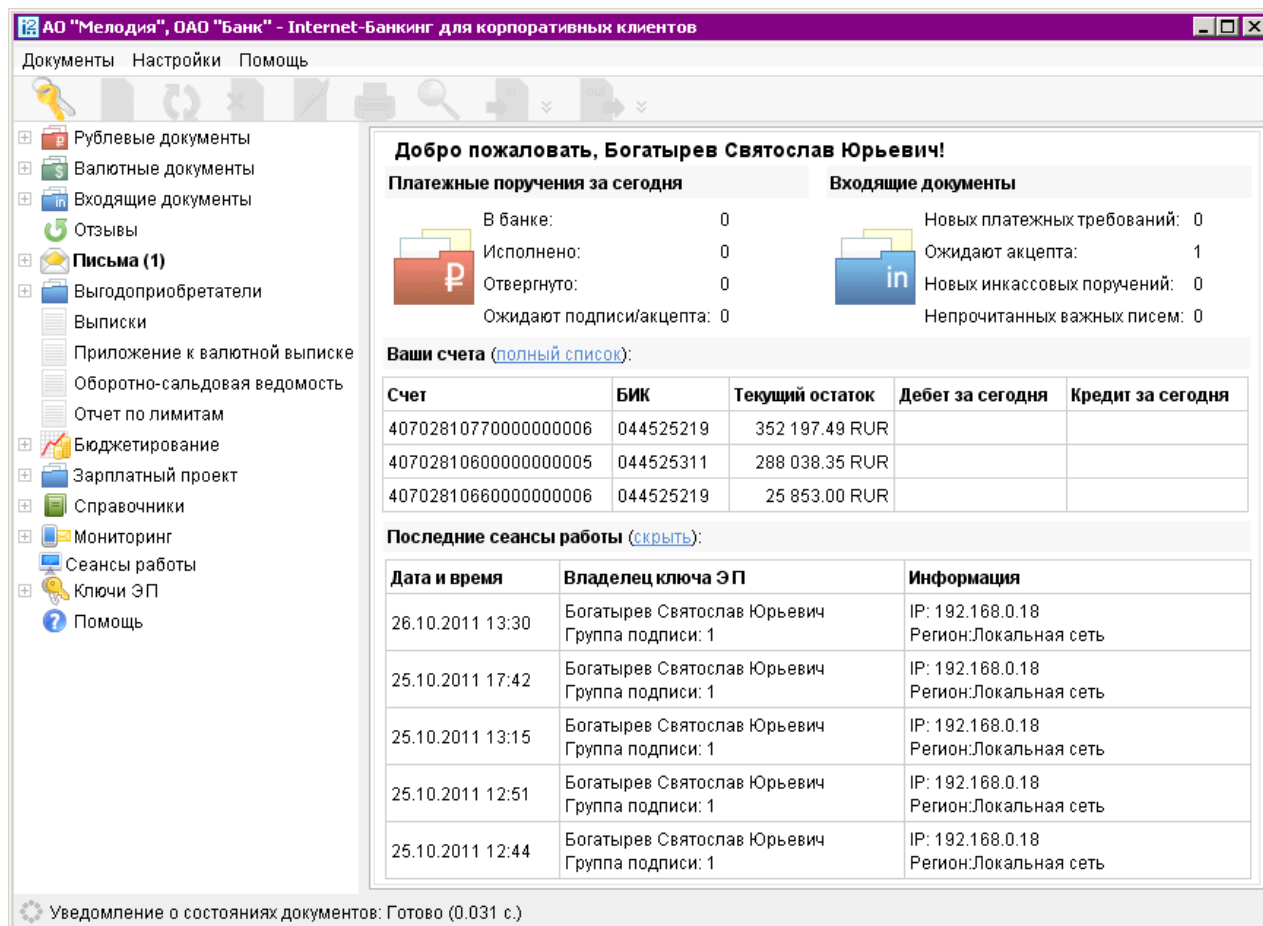 АО "Мелодия", ОАО "Банк" - Internet-Банкинг для корпоративных клиентов
Документы Настройки Помощь
in out
Рублевые документы
Валютные документы
Входящие документы
Отзывы
Письма (1)
Выгодоприобретатели
Выписки
Приложение к валютной выписке
Оборотно-сальдовая ведомость
Отчет по лимитам
Бюджетирование
Зарплатный проект
Справочники
Мониторинг
Сеансы работы
Ключи ЭП
Помощь
Добро пожаловать, Богатырев Святослав Юрьевич!
Платежные поручения за сегодня
В банке: 0
Исполнено: 0
Отвергнуто: 0
Ожидают подписи/акцепта: 0
Входящие документы
in
Новых платежных требований: 0
Ожидают акцепта: 1
Новых инкассовых поручений: 0
Непрочитанных важных писем: 0
Ваши счета (полный список):
Счет БИК Текущий остаток Дебет за сегодня Кредит за сегодня
40702810770000000006 044525219 352 197.49 RUR
40702810600000000005 044525311 288 038.35 RUR
40702810660000000006 044525219 25 853.00 RUR
Последние сеансы работы (скрыть):
Дата и время Владелец ключа ЭП Информация
26.10.2011 13:30 Богатырев Святослав Юрьевич IP: 192.168.0.18
Группа подписи: 1 Регион:Локальная сеть
25.10.2011 17:42 Богатырев Святослав Юрьевич IP: 192.168.0.18
Группа подписи: 1 Регион:Локальная сеть
25.10.2011 13:15 Богатырев Святослав Юрьевич IP: 192.168.0.18
Группа подписи: 1 Регион:Локальная сеть
25.10.2011 12:51 Богатырев Святослав Юрьевич IP: 192.168.0.18
Группа подписи: 1 Регион:Локальная сеть
25.10.2011 12:44 Богатырев Святослав Юрьевич IP: 192.168.0.18
Группа подписи: 1 Регион:Локальная сеть
Уведомление о состояниях документов: Готово (0.031 с.)